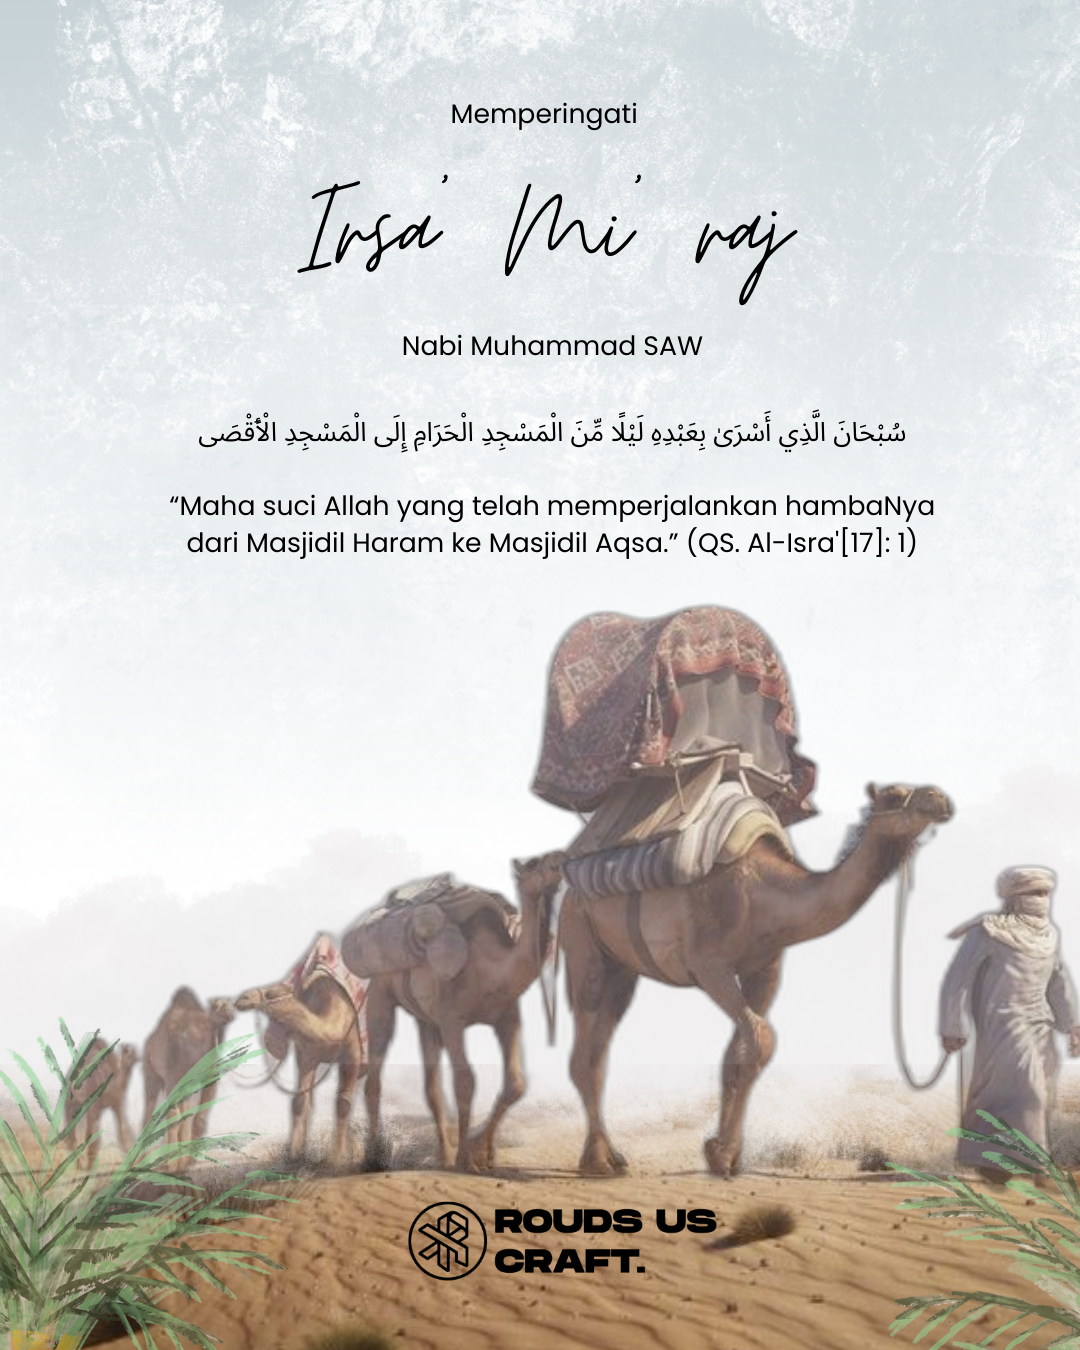 Memperingati
Irsa' Mi' raj
Nabi Muhammad SAW
سُبْحَانَ الَّذِي أَسْرَىٰ بِعَبْدِهِ لَيْلًا مِّنَ الْمَسْجِدِ الْحَرَامِ إِلَى الْمَسْجِدِ الْأَقْصَى
“Maha suci Allah yang telah memperjalankan hambaNya
dari Masjidil Haram ke Masjidil Aqsa.” (QS. Al-Isra'[17]: 1)
ROUDS US
CRAFT.